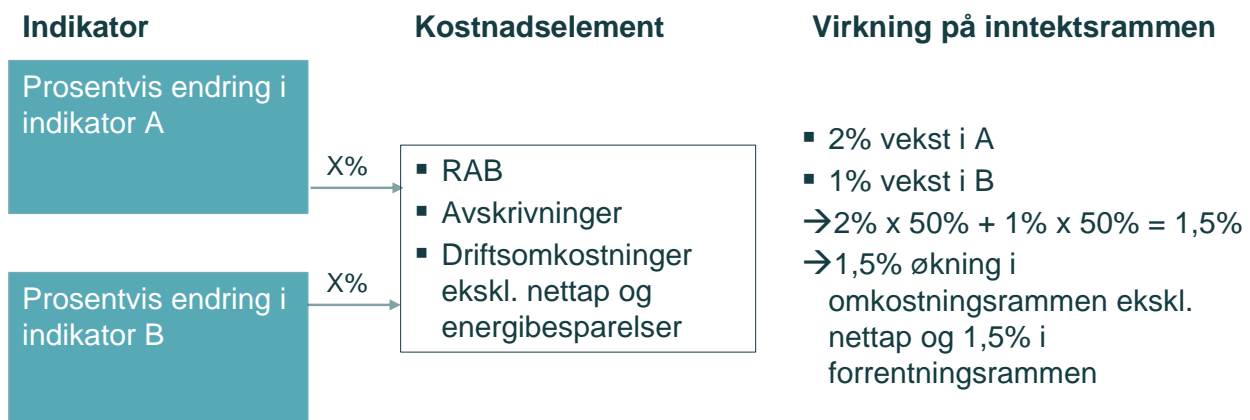 Indikator
Kostnadselement
Virkning på inntektsrammen
Prosentvis endring i
indikator A
X%
Prosentvis endring i
indikator B
X%
▪ RAB
▪ Avskrivninger
▪ Driftsomkostninger
ekskl. nettap og
energibesparelser
▪ 2% vekst i A
▪ 1% vekst i B
→2% x 50% + 1% x 50% = 1,5%
→1,5% økning i
omkostningsrammen ekskl.
nettap og 1,5% i
forrentningsrammen